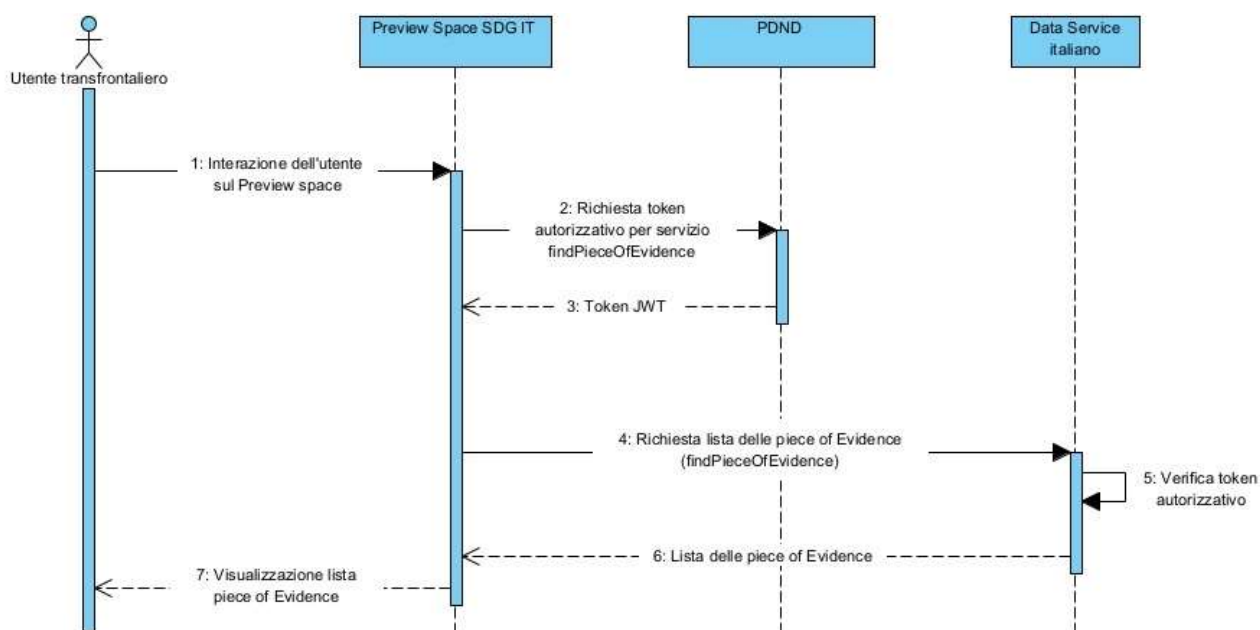 Preview Space SDG IT
PDND
Data Service
italiano
Utente transfrontaliero
1: Interazione dell'utente
sul Preview space
2: Richiesta token
autorizzativo per servizio
findPieceOfEvidence
3: Token JWT
4: Richiesta lista delle piece of Evidence
(findPieceOfEvidence)
5: Verifica token
autorizzativo
6: Lista delle piece of Evidence
7: Visualizzazione lista
piece of Evidence